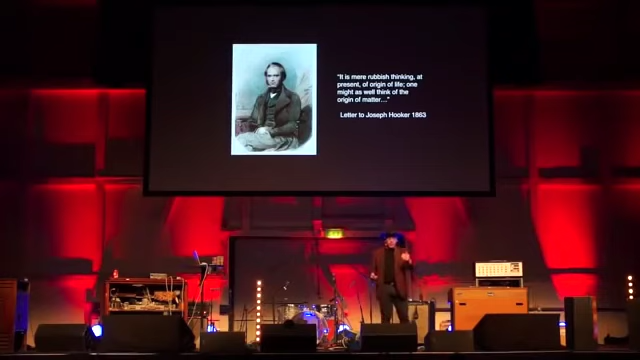 "It is mere rubbish thinking, at
present, of origin of life; one
might as well think of the
origin of matter..."
Letter to Joseph Hooker 1863